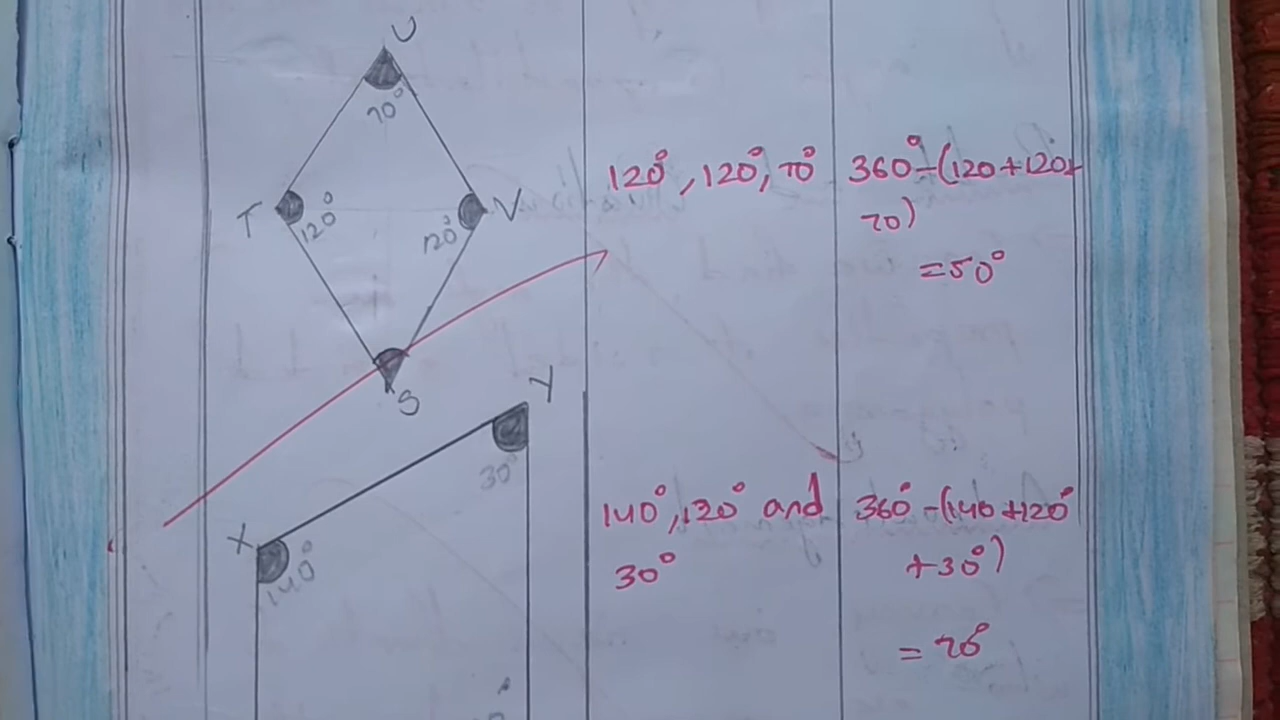 U
70°
T
120°
120°
V
S
120°, 120°, 70°
360°-(120+120+
70)
=50°
Y
30°
X
140°
140°, 120° and
30°
360°-(140+120°
+30°)
= 70°